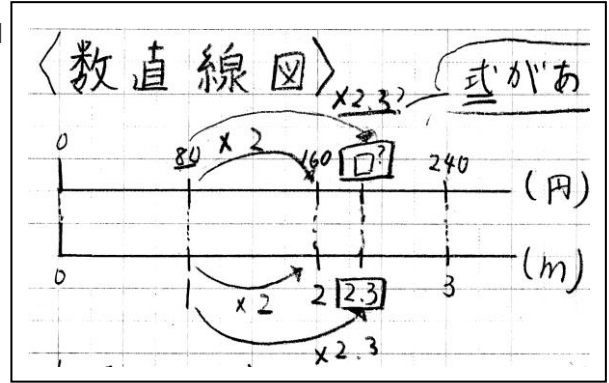 〈数直線図〉
×2.3? 式があ
0 80 ×2 160 □? 240 (円)
0 1 ×2 2 2.3 3 (m)
×2.3